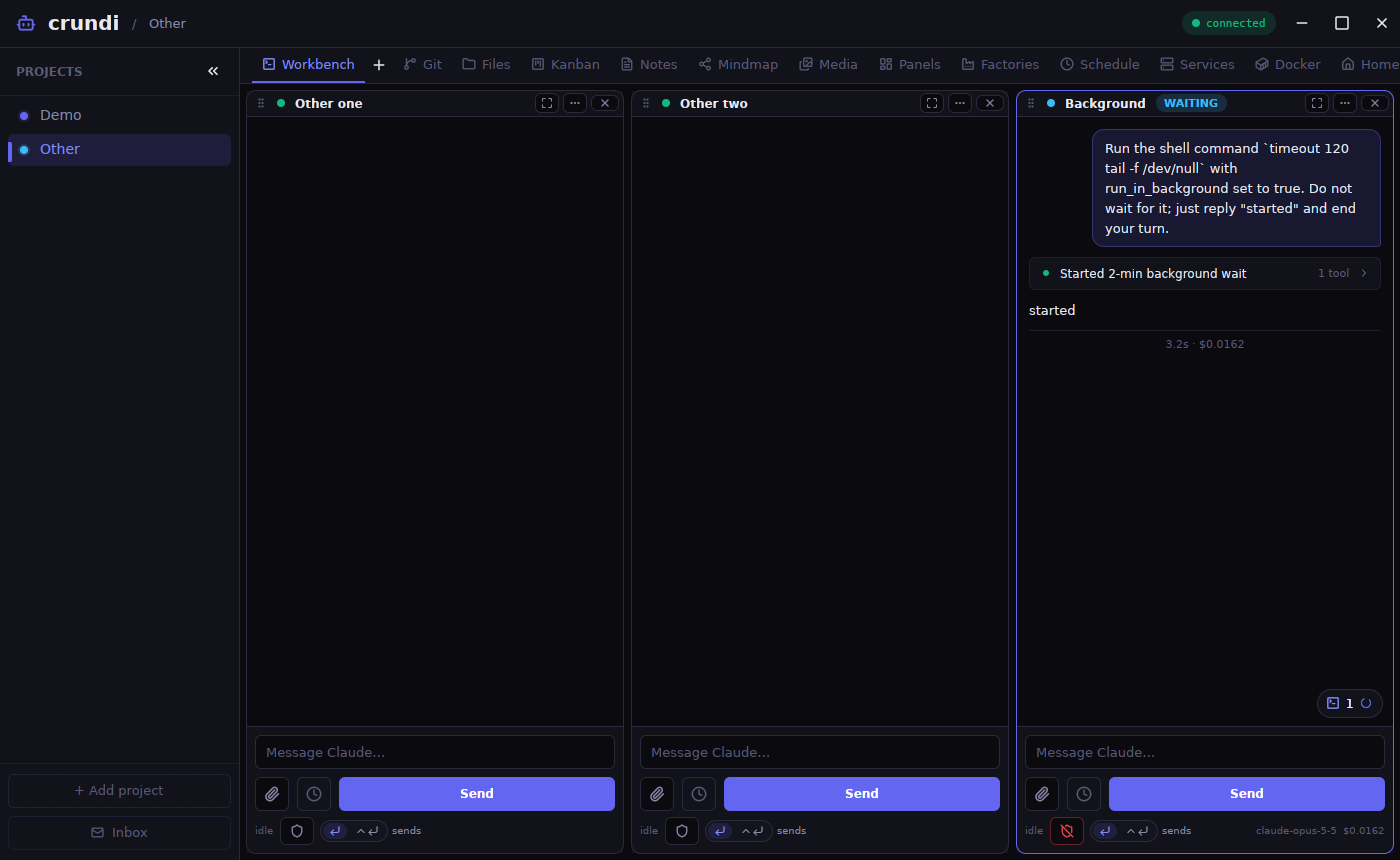 crundi / Other
connected
PROJECTS
Demo
Other
+ Add project
Inbox
Workbench
Git
Files
Kanban
Notes
Mindmap
Media
Panels
Factories
Schedule
Services
Docker
Home
Other one
Message Claude...
Send
idle
sends
Other two
Message Claude...
Send
idle
sends
Background WAITING
Run the shell command `timeout 120
tail -f /dev/null` with
run_in_background set to true. Do not
wait for it; just reply "started" and end
your turn.
Started 2-min background wait 1 tool
started
3.2s · $0.0162
1
Message Claude...
Send
idle
sends
claude-opus-5-5 $0.0162